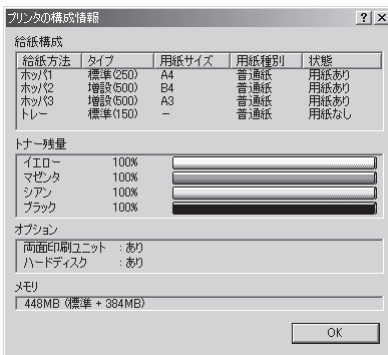 プリンタの構成情報
給紙構成
給紙方法 タイプ 用紙サイズ 用紙種別 状態
ホッパ1 標準(250) A4 普通紙 用紙あり
ホッパ2 増設(500) B4 普通紙 用紙あり
ホッパ3 増設(500) A3 普通紙 用紙あり
トレー 標準(150) − 普通紙 用紙なし
トナー残量
イエロー 100%
マゼンタ 100%
シアン 100%
ブラック 100%
オプション
両面印刷ユニット :あり
ハードディスク :あり
メモリ
448MB (標準 + 384MB)
OK